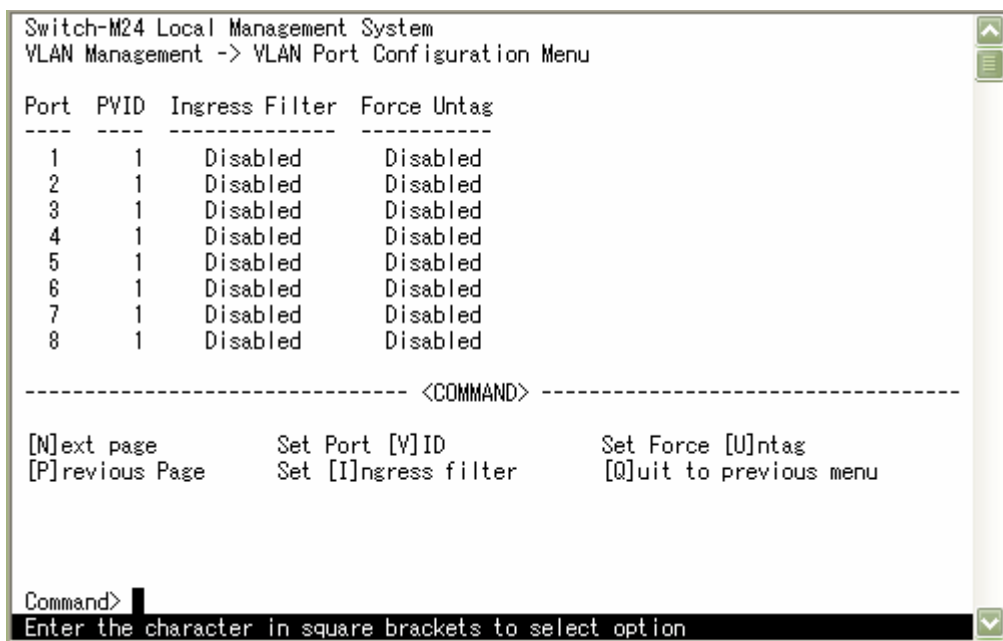 Switch-M24 Local Management System
VLAN Management -> VLAN Port Configuration Menu
Port PVID Ingress Filter Force Untag
---- ---- -------------- -----------
1 1 Disabled Disabled
2 1 Disabled Disabled
3 1 Disabled Disabled
4 1 Disabled Disabled
5 1 Disabled Disabled
6 1 Disabled Disabled
7 1 Disabled Disabled
8 1 Disabled Disabled
-------------------------------- <COMMAND> -----------------------------------
[N]ext page Set Port [V]ID Set Force [U]ntag
[P]revious Page Set [I]ngress filter [Q]uit to previous menu
Command>
Enter the character in square brackets to select option